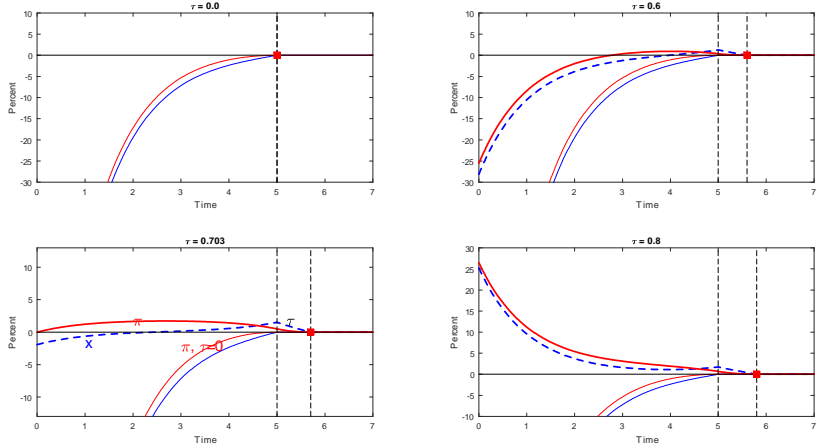 τ = 0.0
10
5
0
-5
-10
-15
-20
-25
-30
Percent
0 1 2 3 4 5 6 7
Time
τ = 0.6
10
5
0
-5
-10
-15
-20
-25
-30
Percent
0 1 2 3 4 5 6 7
Time
τ = 0.703
10
5
0
-5
-10
Percent
π
τ
x
π, τ=0
0 1 2 3 4 5 6 7
Time
τ = 0.8
30
25
20
15
10
5
0
-5
-10
Percent
0 1 2 3 4 5 6 7
Time